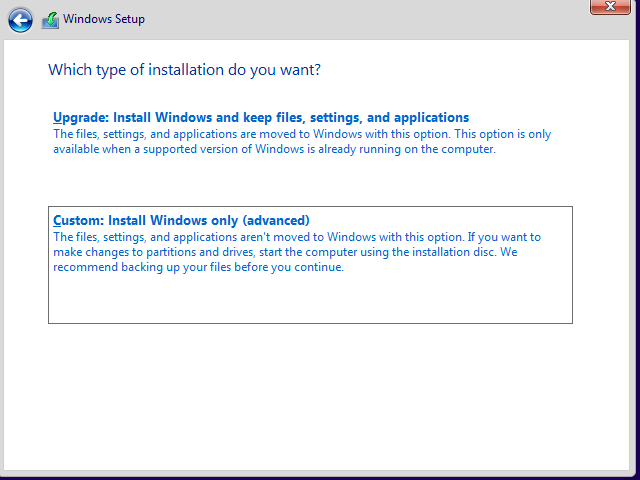 Windows Setup
Which type of installation do you want?
Upgrade: Install Windows and keep files, settings, and applications
The files, settings, and applications are moved to Windows with this option. This option is only
available when a supported version of Windows is already running on the computer.
Custom: Install Windows only (advanced)
The files, settings, and applications aren't moved to Windows with this option. If you want to
make changes to partitions and drives, start the computer using the installation disc. We
recommend backing up your files before you continue.